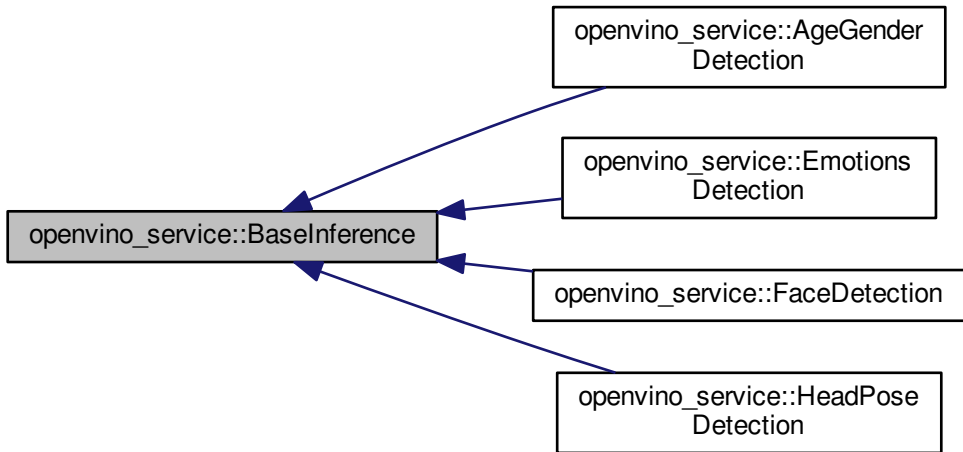 openvino_service::AgeGender
Detection
openvino_service::Emotions
Detection
openvino_service::BaseInference
openvino_service::FaceDetection
openvino_service::HeadPose
Detection